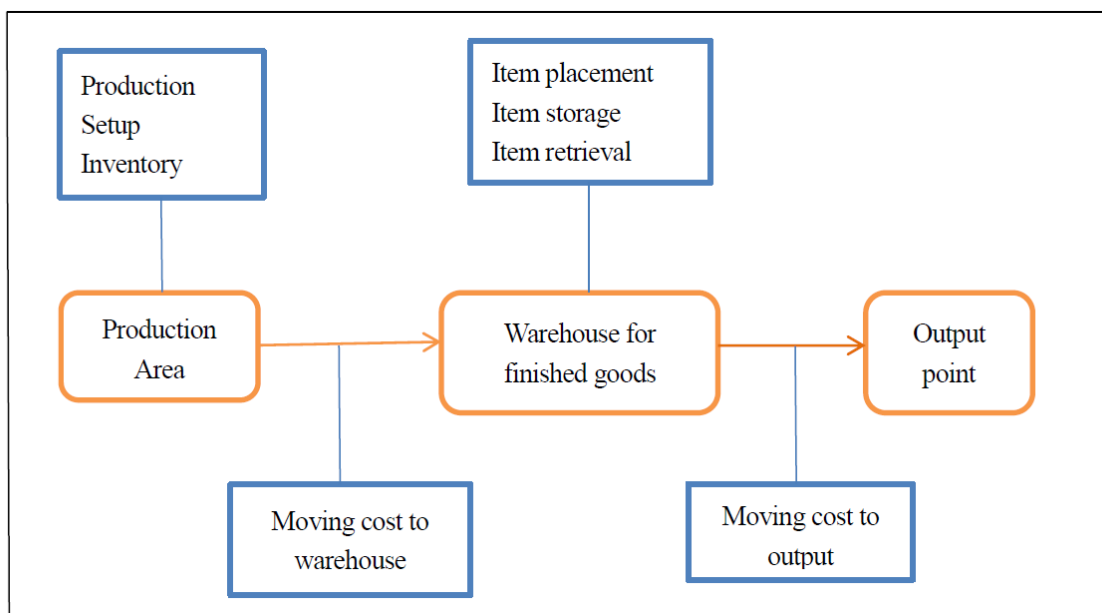 Production
Setup
Inventory
Item placement
Item storage
Item retrieval
Production
Area
Warehouse for
finished goods
Output
point
Moving cost to
warehouse
Moving cost to
output